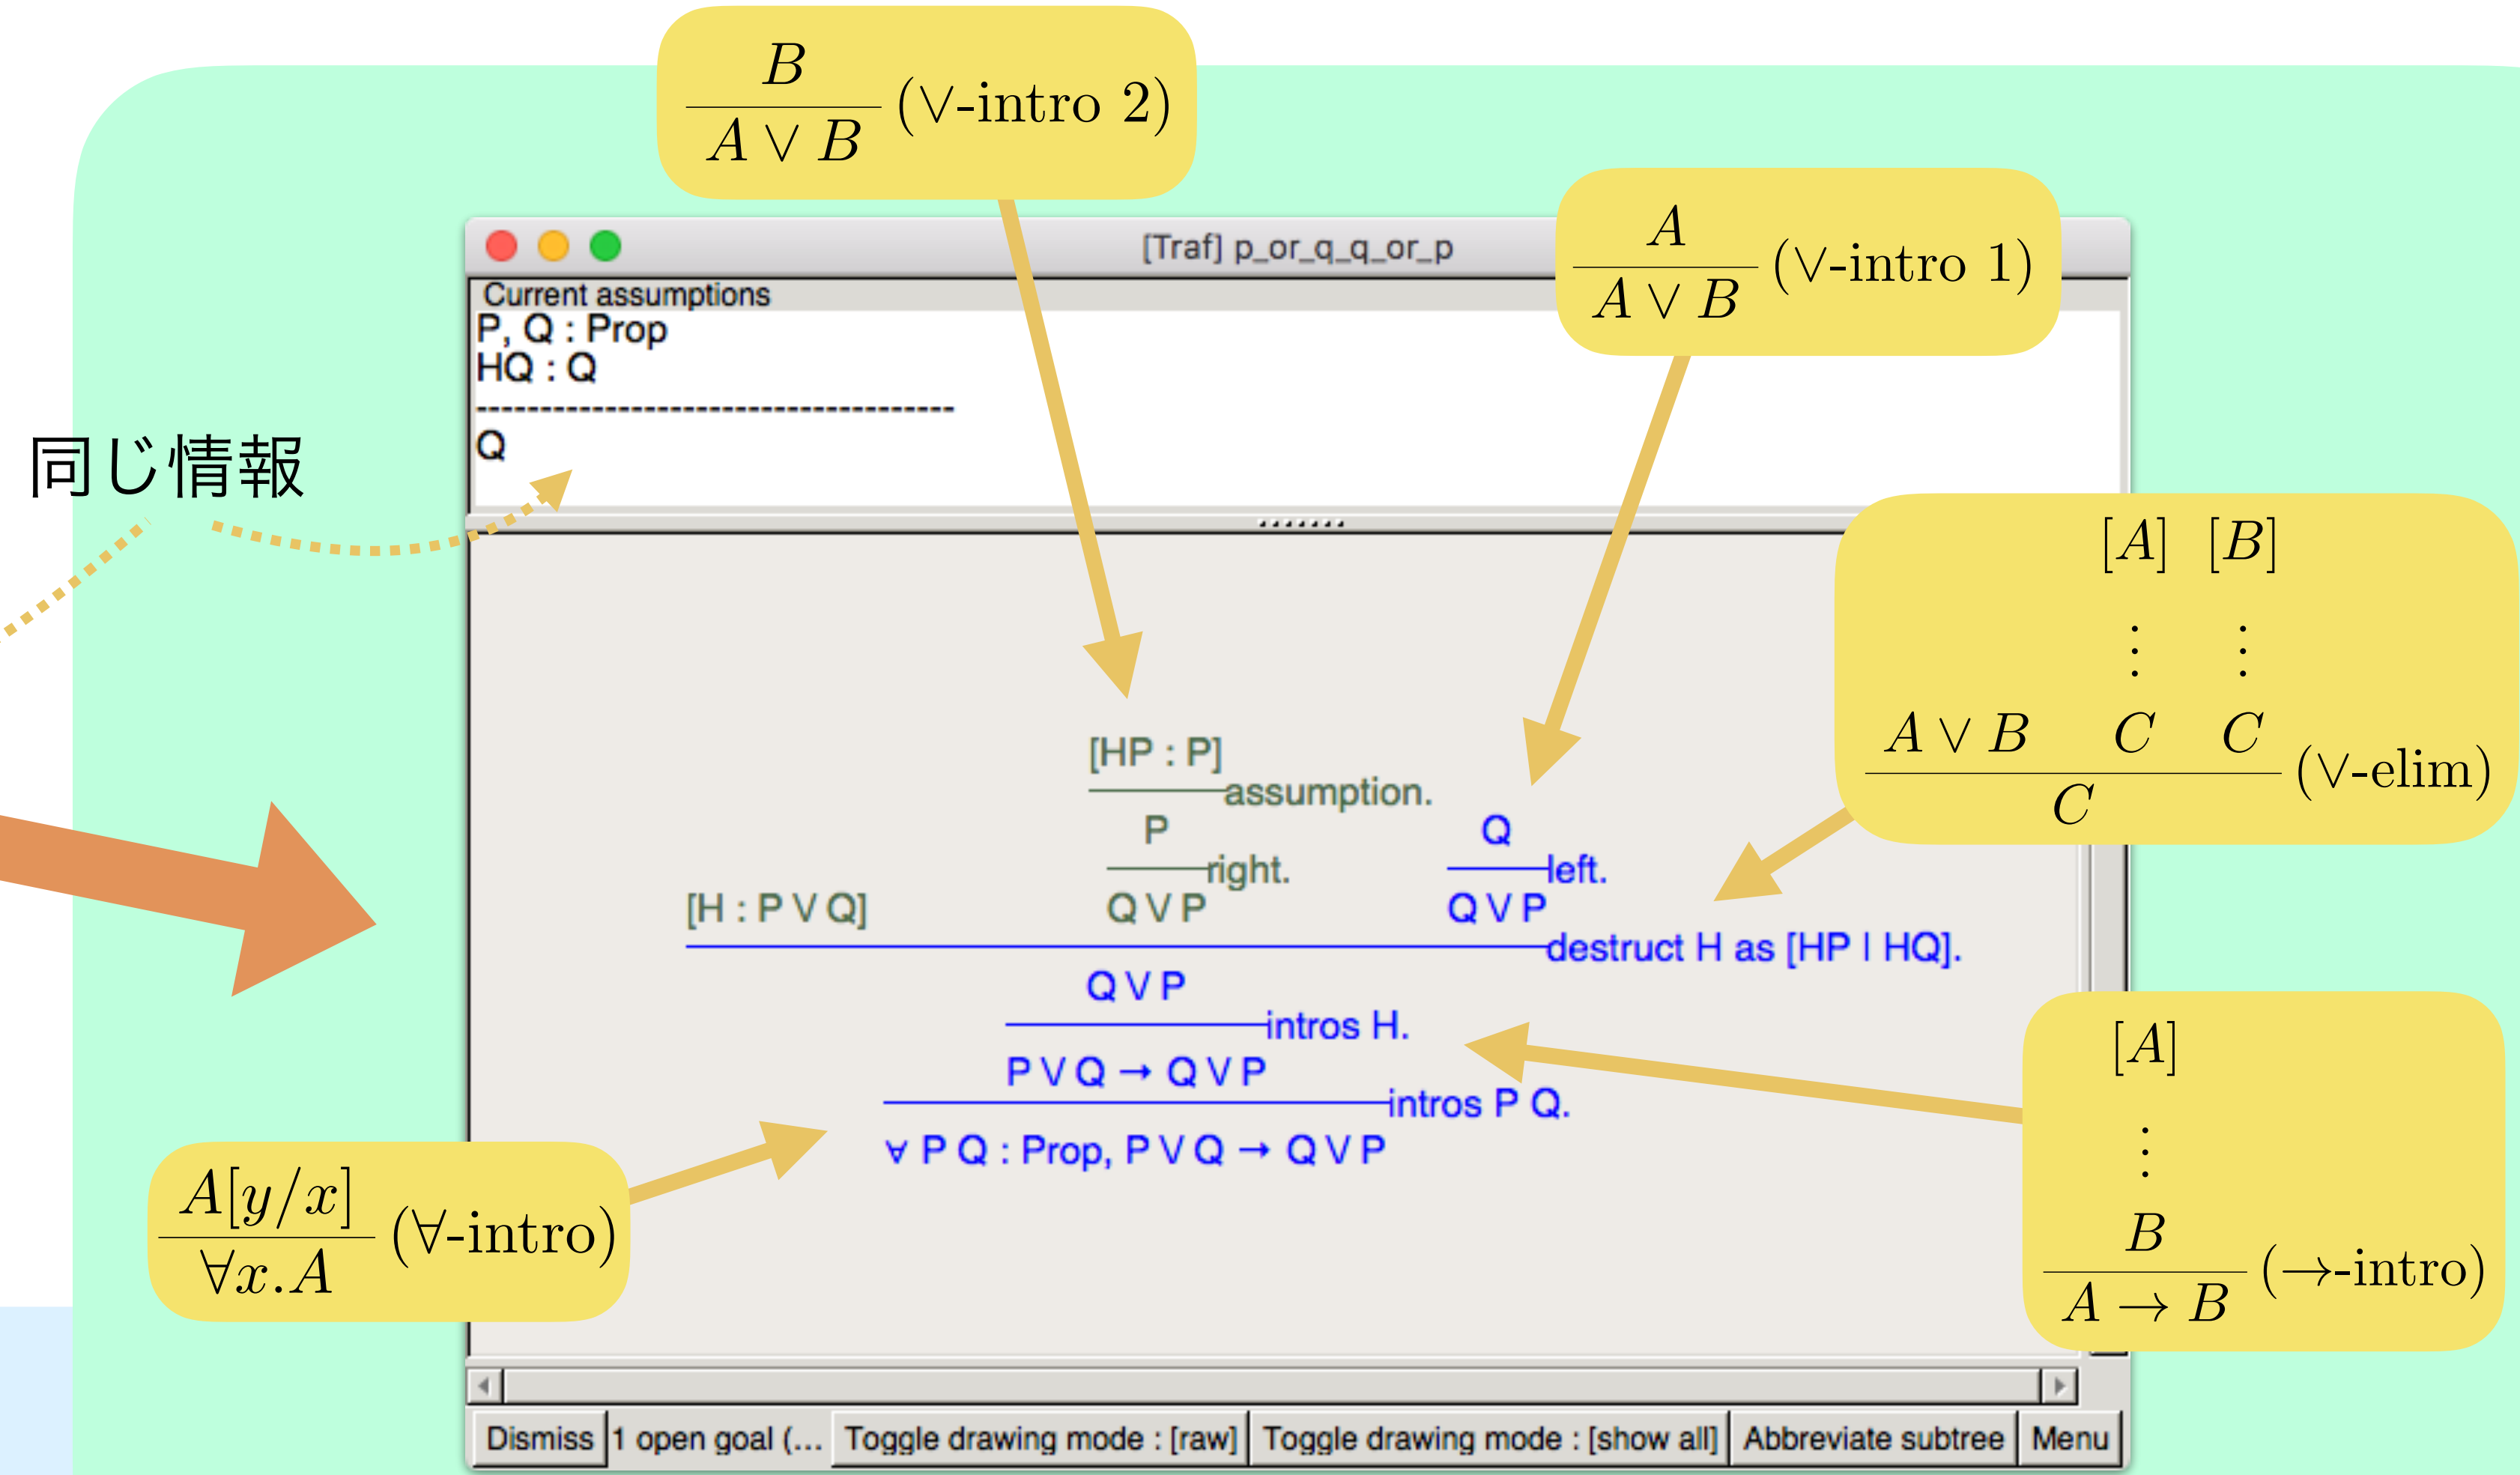 B
A ∨ B (∨-intro 2)
[Traf] p_or_q_q_or_p
A
A ∨ B (∨-intro 1)
Current assumptions
P, Q : Prop
HQ : Q
-------------------------------------
Q
同じ情報
[A] [B]
⋮ ⋮
A ∨ B C C
C (∨-elim)
[HP : P]
assumption.
P
right.
Q
left.
[H : P ∨ Q]
Q ∨ P
Q ∨ P
destruct H as [HP | HQ].
Q ∨ P
intros H.
P ∨ Q → Q ∨ P
intros P Q.
∀ P Q : Prop, P ∨ Q → Q ∨ P
[A]
⋮
B
A → B (→-intro)
A[y/x]
∀x.A (∀-intro)
Dismiss 1 open goal (... Toggle drawing mode : [raw] Toggle drawing mode : [show all] Abbreviate subtree Menu